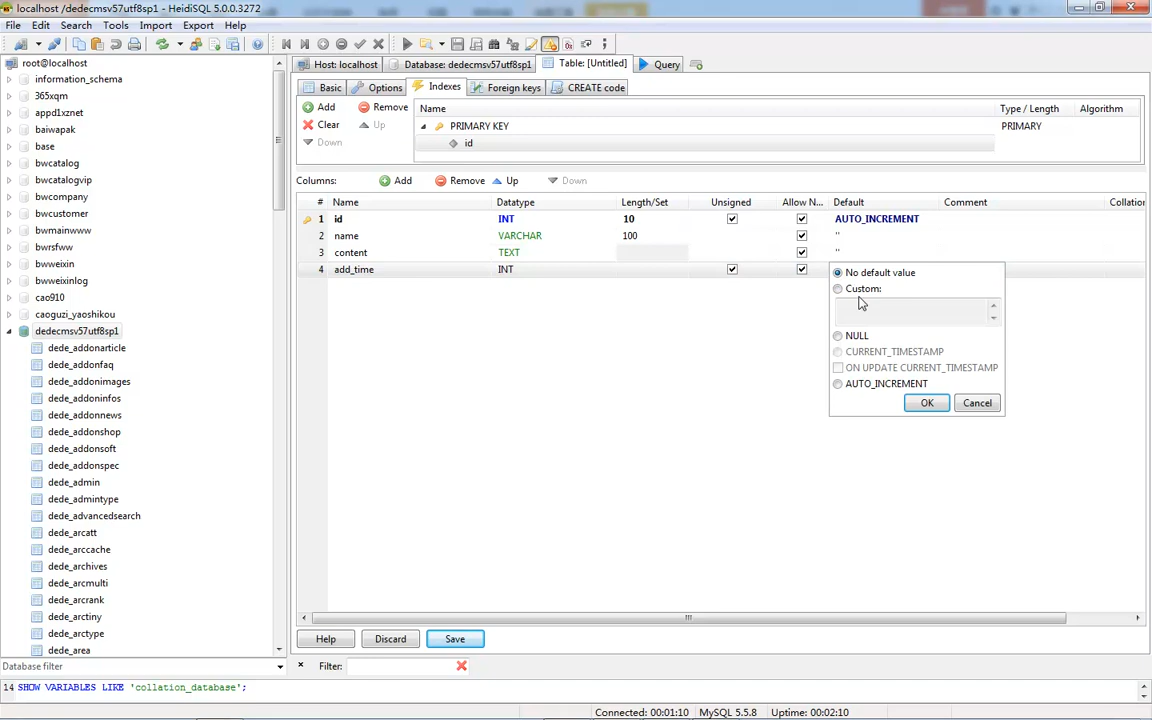 localhost /dedecmsv57utf8sp1 - HeidiSQL 5.0.0.3272
File Edit Search Tools Import Export Help
root@localhost
information_schema
365xqm
appd1xznet
baiwapak
base
bwcatalog
bwcatalogvip
bwcompany
bwcustomer
bwmainwww
bwrsfww
bwweixin
bwweixinlog
cao910
caoguzi_yaoshikou
dedecmsv57utf8sp1
dede_addonarticle
dede_addonfaq
dede_addonimages
dede_addoninfos
dede_addonnews
dede_addonshop
dede_addonsoft
dede_addonspec
dede_admin
dede_admintype
dede_advancedsearch
dede_arcatt
dede_arccache
dede_archives
dede_arcmulti
dede_arcrank
dede_arctiny
dede_arctype
dede_area
Database filter
Host: localhost Database: dedecmsv57utf8sp1 Table: [Untitled] Query
Basic Options Indexes Foreign keys CREATE code
Add Remove
Clear Up
Down
Name Type / Length Algorithm
PRIMARY KEY PRIMARY
id
Columns: Add Remove Up Down
# Name Datatype Length/Set Unsigned Allow N... Default Comment Collation
1 id INT 10 AUTO_INCREMENT
2 name VARCHAR 100 ''
3 content TEXT ''
4 add_time INT
No default value
Custom:
NULL
CURRENT_TIMESTAMP
ON UPDATE CURRENT_TIMESTAMP
AUTO_INCREMENT
OK Cancel
Help Discard Save
Filter:
14 SHOW VARIABLES LIKE 'collation_database';
Connected: 00:01:10 MySQL 5.5.8 Uptime: 00:02:10